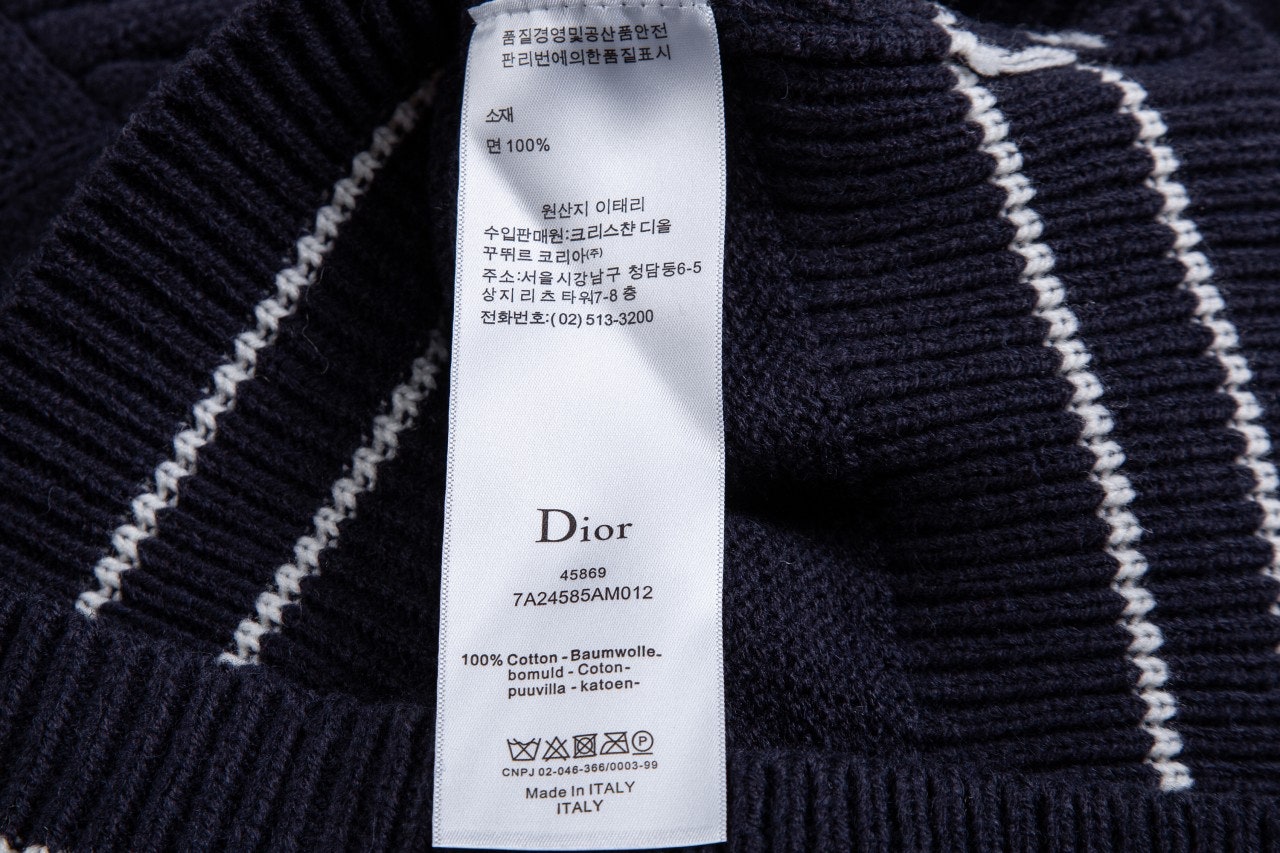 품질경영및공산품안전
판리번에의한품질표시
소재
면 100%
원산지 이태리
수입판매원:크리스챤 디올
꾸뛰르 코리아(주)
주소:서울시강남구 청담동6-5
상지리츠 타워7-8 층
전화번호:( 02) 513-3200
Dior
45869
7A24585AM012
100% Cotton - Baumwolle-
bomuld - Coton-
puuvilla - katoen-
P
CNPJ 02-046-366/0003-99
Made in ITALY
ITALY